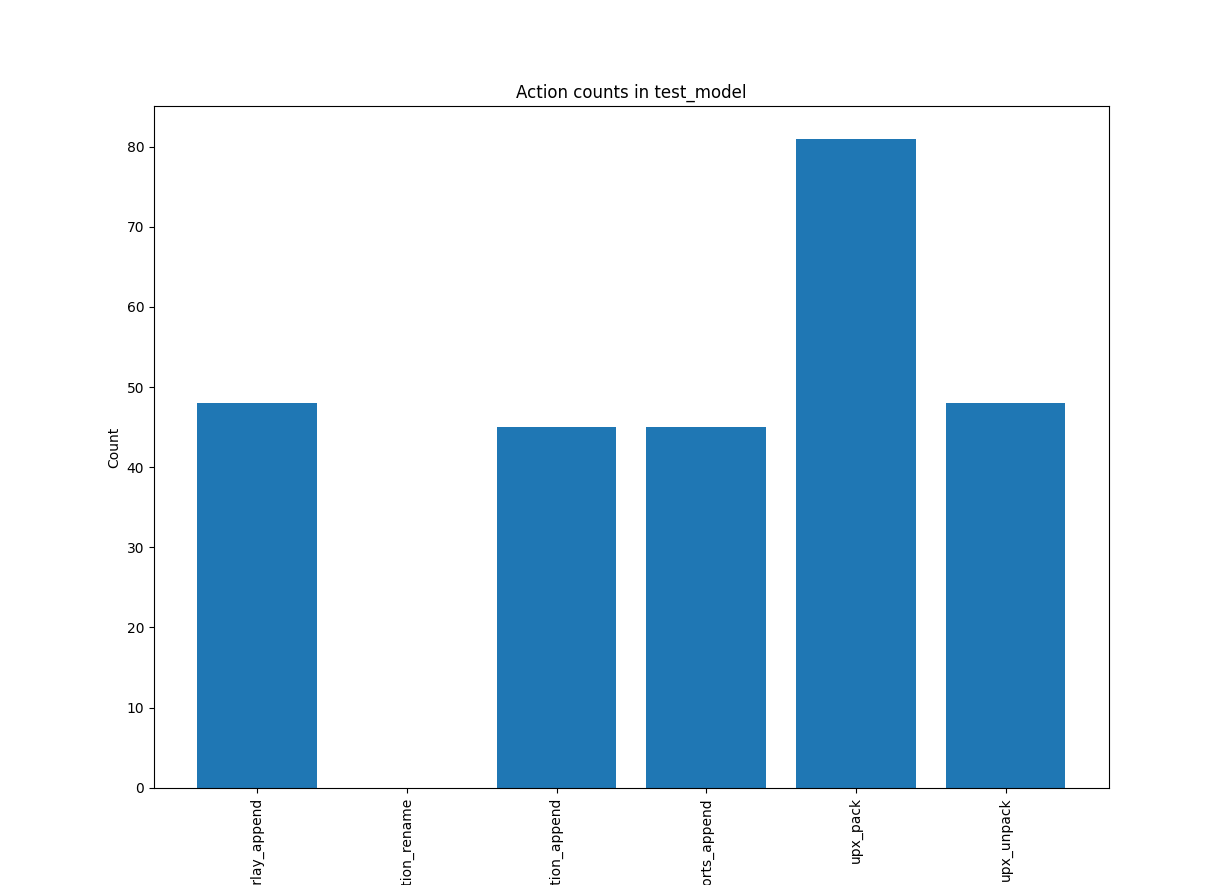 Action counts in test_model
80
70
60
50
40
30
20
10
0
Count
rlay_append
tion_rename
tion_append
orts_append
upx_pack
upx_unpack